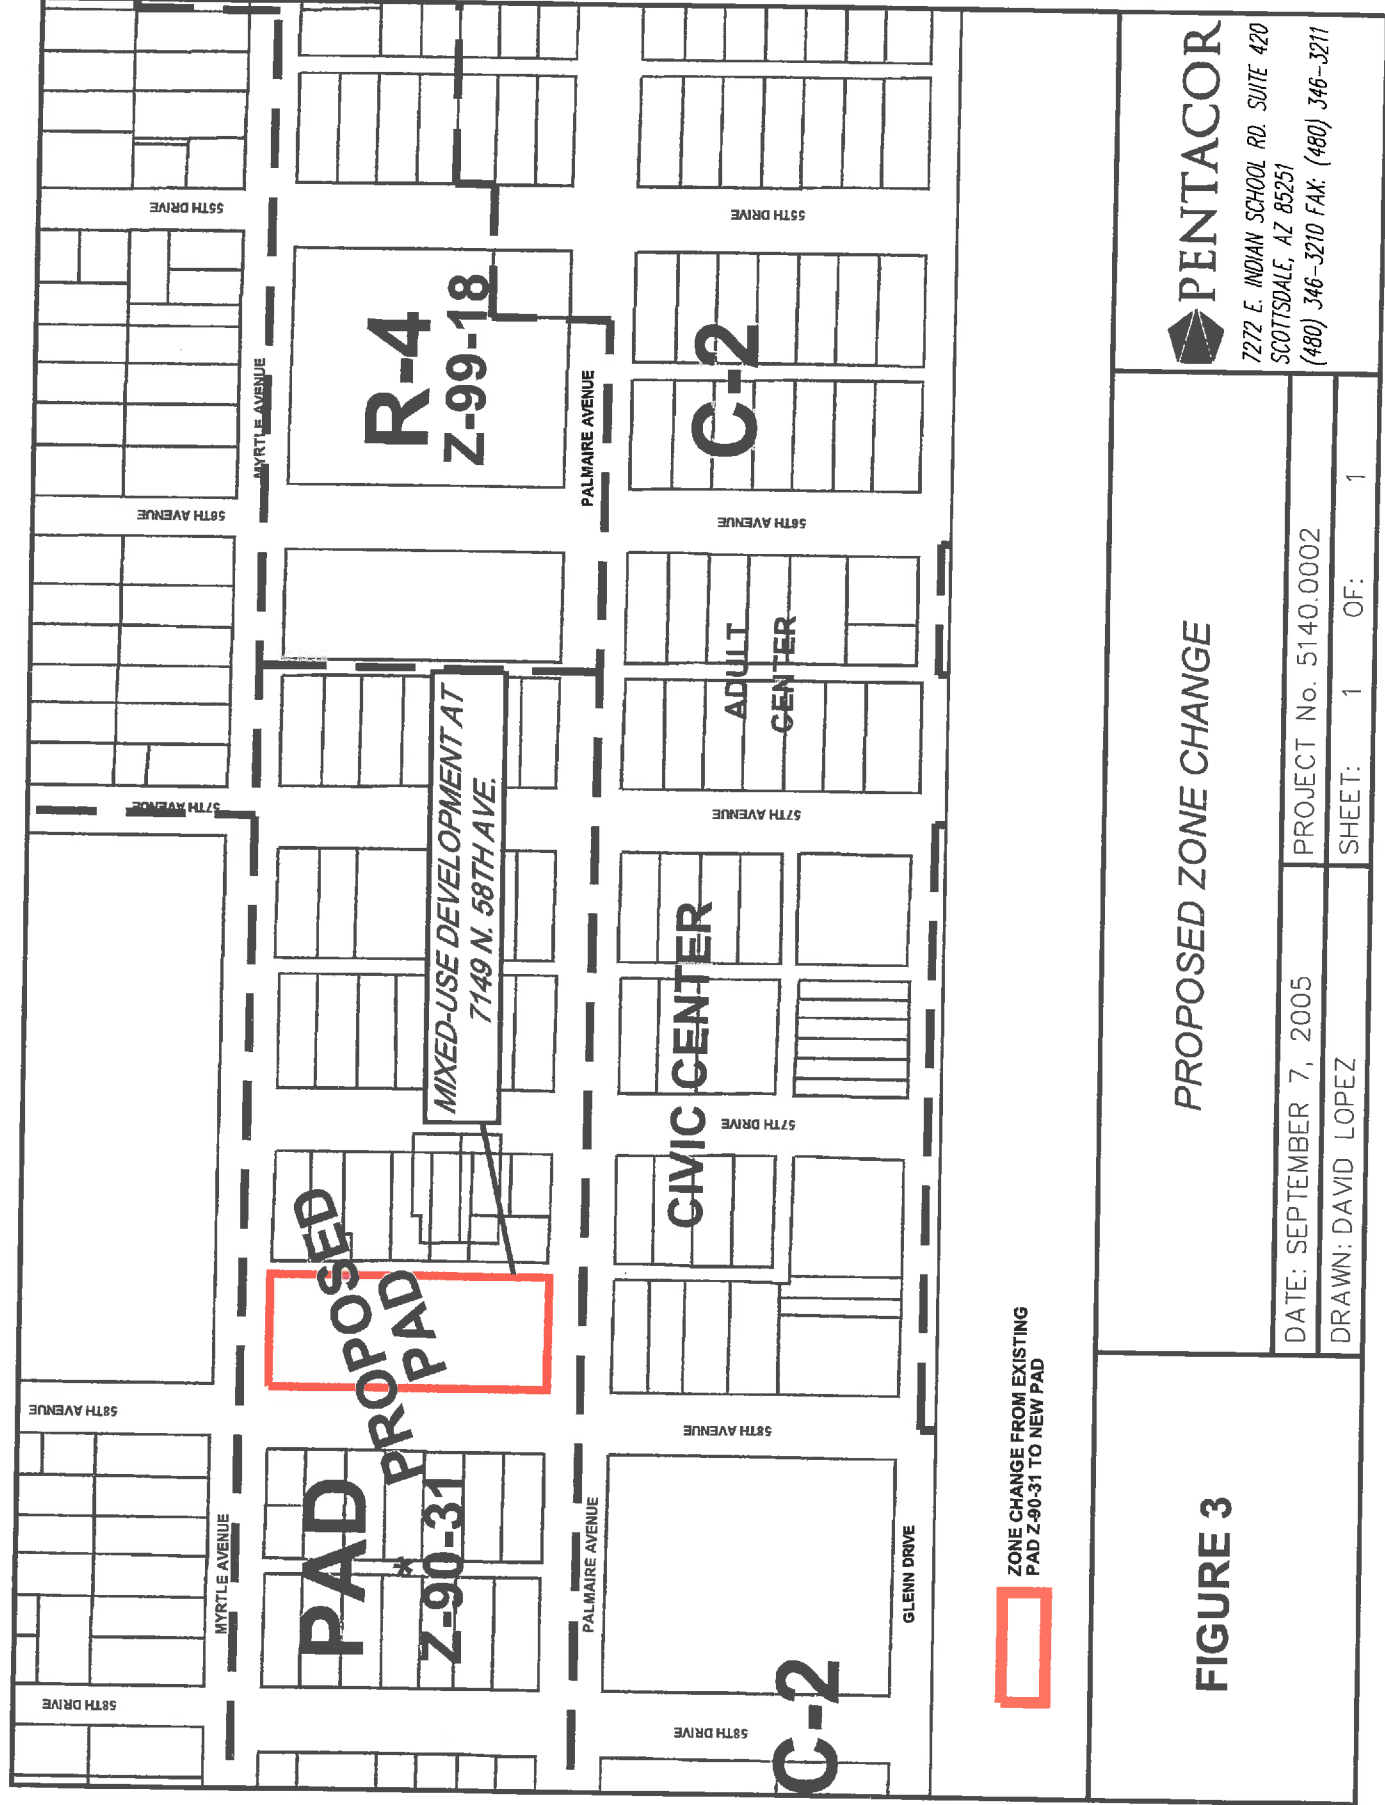 58TH DRIVE
58TH AVENUE
57TH AVENUE
56TH AVENUE
55TH DRIVE
MYRTLE AVENUE
MYRTLE AVENUE
PAD
*
Z-90-31
PROPOSED
PAD
MIXED-USE DEVELOPMENT AT
7149 N. 58TH AVE.
R-4
Z-99-18
PALMAIRE AVENUE
PALMAIRE AVENUE
58TH DRIVE
58TH AVENUE
57TH DRIVE
57TH AVENUE
56TH AVENUE
55TH DRIVE
C-2
CIVIC CENTER
ADULT
CENTER
C-2
GLENN DRIVE
ZONE CHANGE FROM EXISTING
PAD Z-90-31 TO NEW PAD
FIGURE 3
PROPOSED ZONE CHANGE
DATE: SEPTEMBER 7, 2005
PROJECT No. 5140.0002
DRAWN: DAVID LOPEZ
SHEET: 1 OF: 1
PENTACOR
7272 E. INDIAN SCHOOL RD. SUITE 420
SCOTTSDALE, AZ 85251
(480) 346-3210 FAX: (480) 346-3211